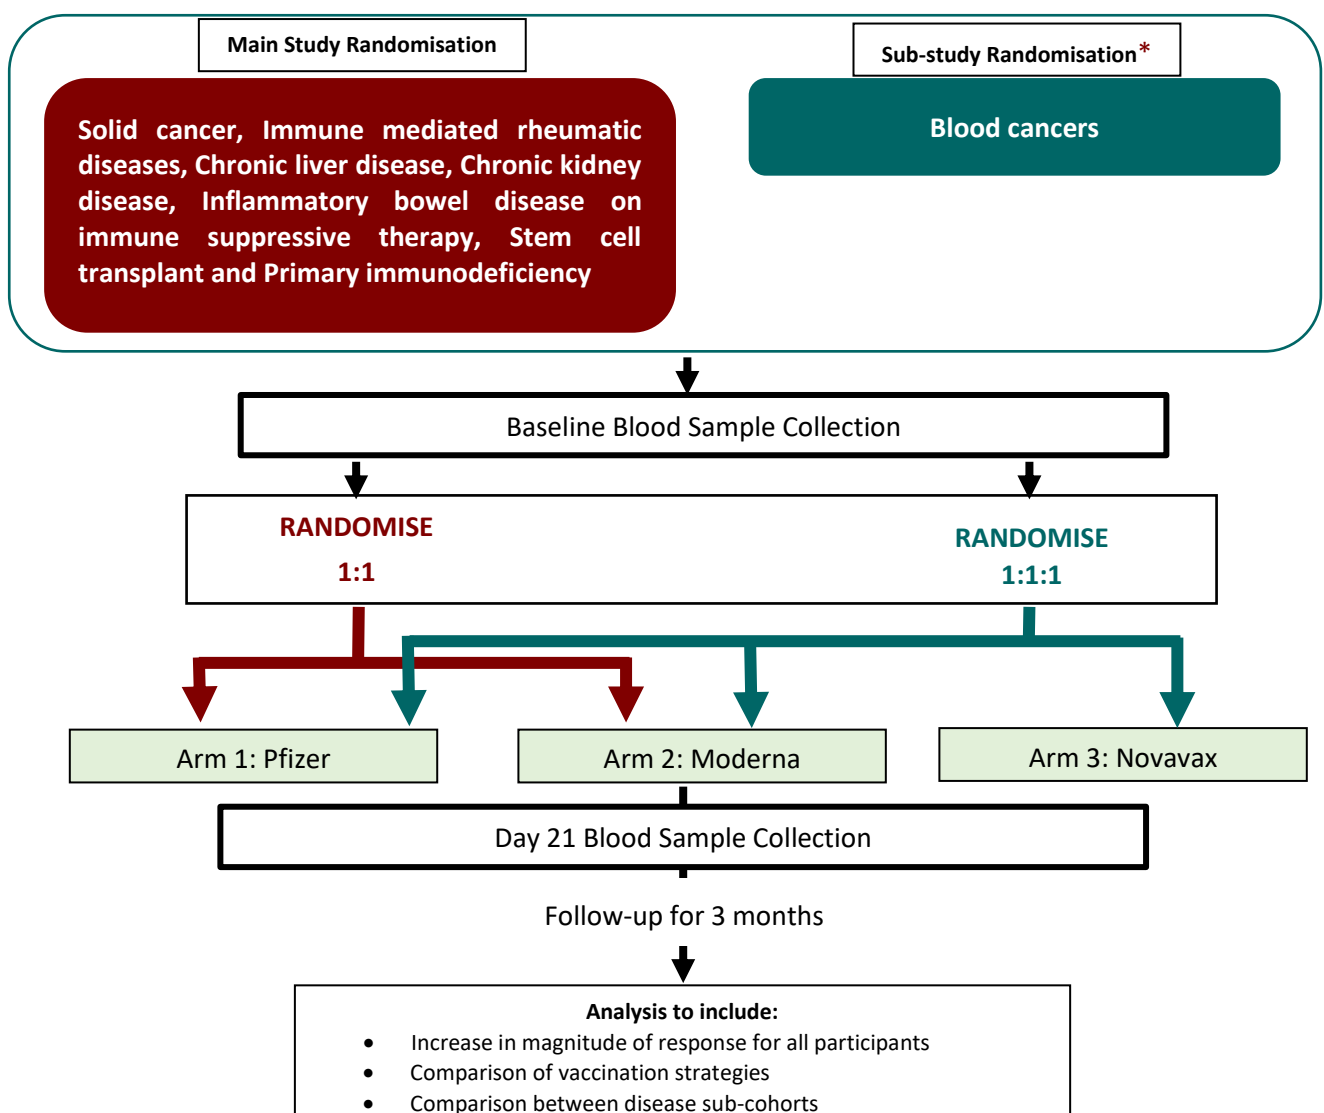 Main Study Randomisation
Sub-study Randomisation*
Solid cancer, Immune mediated rheumatic
diseases, Chronic liver disease, Chronic kidney
disease, Inflammatory bowel disease on
immune suppressive therapy, Stem cell
transplant and Primary immunodeficiency
Blood cancers
Baseline Blood Sample Collection
RANDOMISE
1:1
RANDOMISE
1:1:1
Arm 1: Pfizer
Arm 2: Moderna
Arm 3: Novavax
Day 21 Blood Sample Collection
Follow-up for 3 months
Analysis to include:
• Increase in magnitude of response for all participants
• Comparison of vaccination strategies
• Comparison between disease sub-cohorts